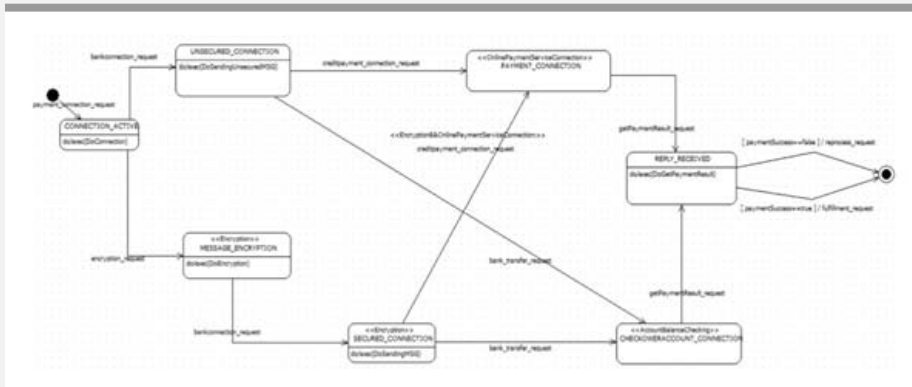 UNSECURED_CONNECTION
do/exec(DoSendingUnsecuredMSG)
bankconnection_request
creditpayment_connection_request
<<OnlinePaymentServiceConnection>>
PAYMENT_CONNECTION
payment_connection_request
CONNECTION_ACTIVE
do/exec(DoConnection)
<<Encryption&&OnlinePaymentServiceConnection>>
creditpayment_connection_request
getPaymentResult_request
[ paymentSuccess==false ] / reprocess_request
REPLY_RECEIVED
do/exec(DoGetPaymentResult)
[ paymentSuccess==true ] / fulfillment_request
<<Encryption>>
MESSAGE_ENCRYPTION
do/exec(DoEncryption)
encryption_request
bank_transfer_request
getPaymentResult_request
bankconnection_request
<<Encryption>>
SECURED_CONNECTION
do/exec(DoSendingMSG)
bank_transfer_request
<<AccountBalanceChecking>>
CHECKOWERACCOUNT_CONNECTION